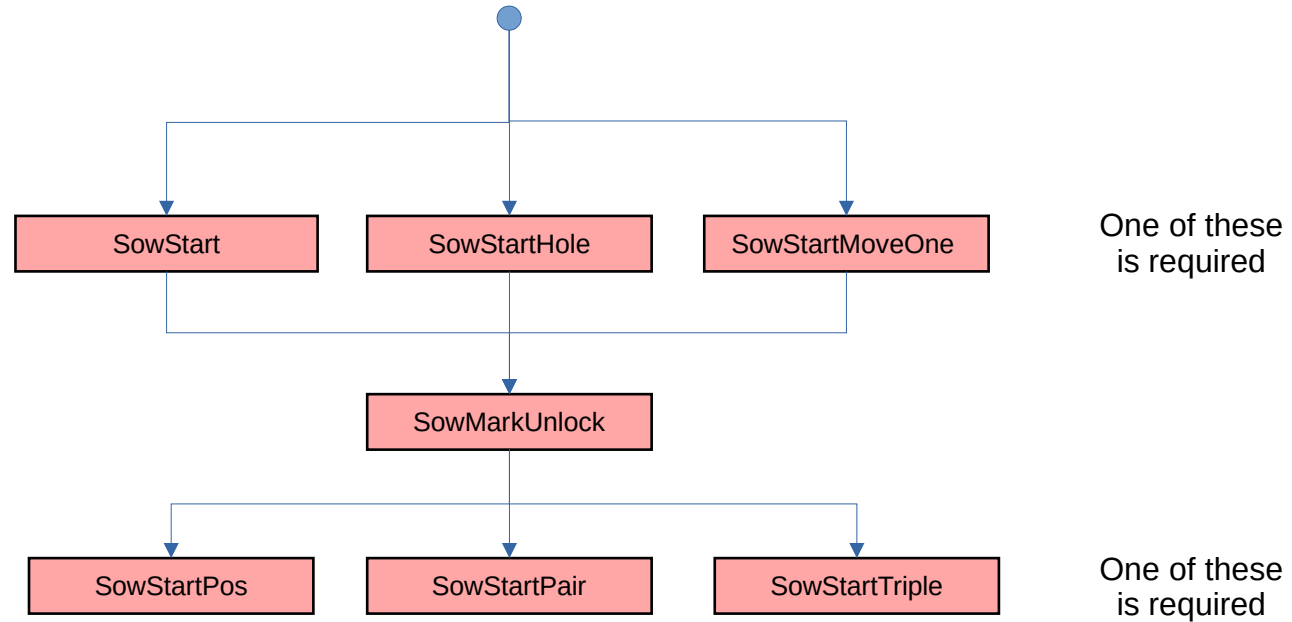 SowStart
SowStartHole
SowStartMoveOne
One of these
is required
SowMarkUnlock
SowStartPos
SowStartPair
SowStartTriple
One of these
is required